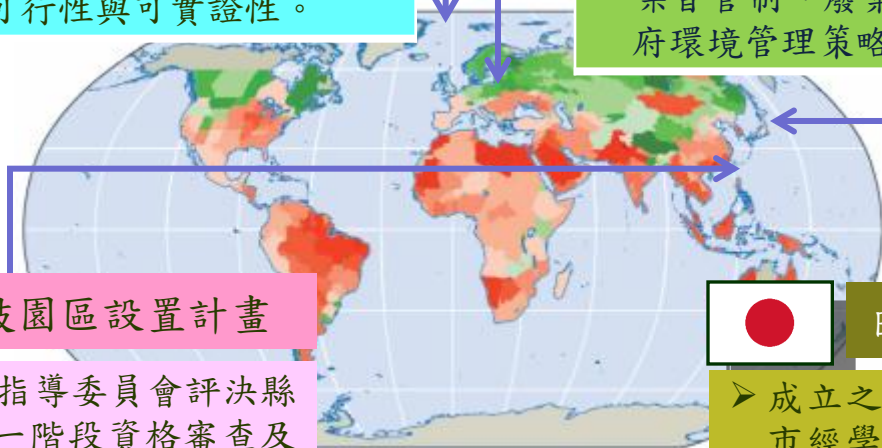 可行性與可實證性。
府環境管理策略
技園區設置計畫
指導委員會評決縣
一階段資格審查及
➢ 成立之
市經學